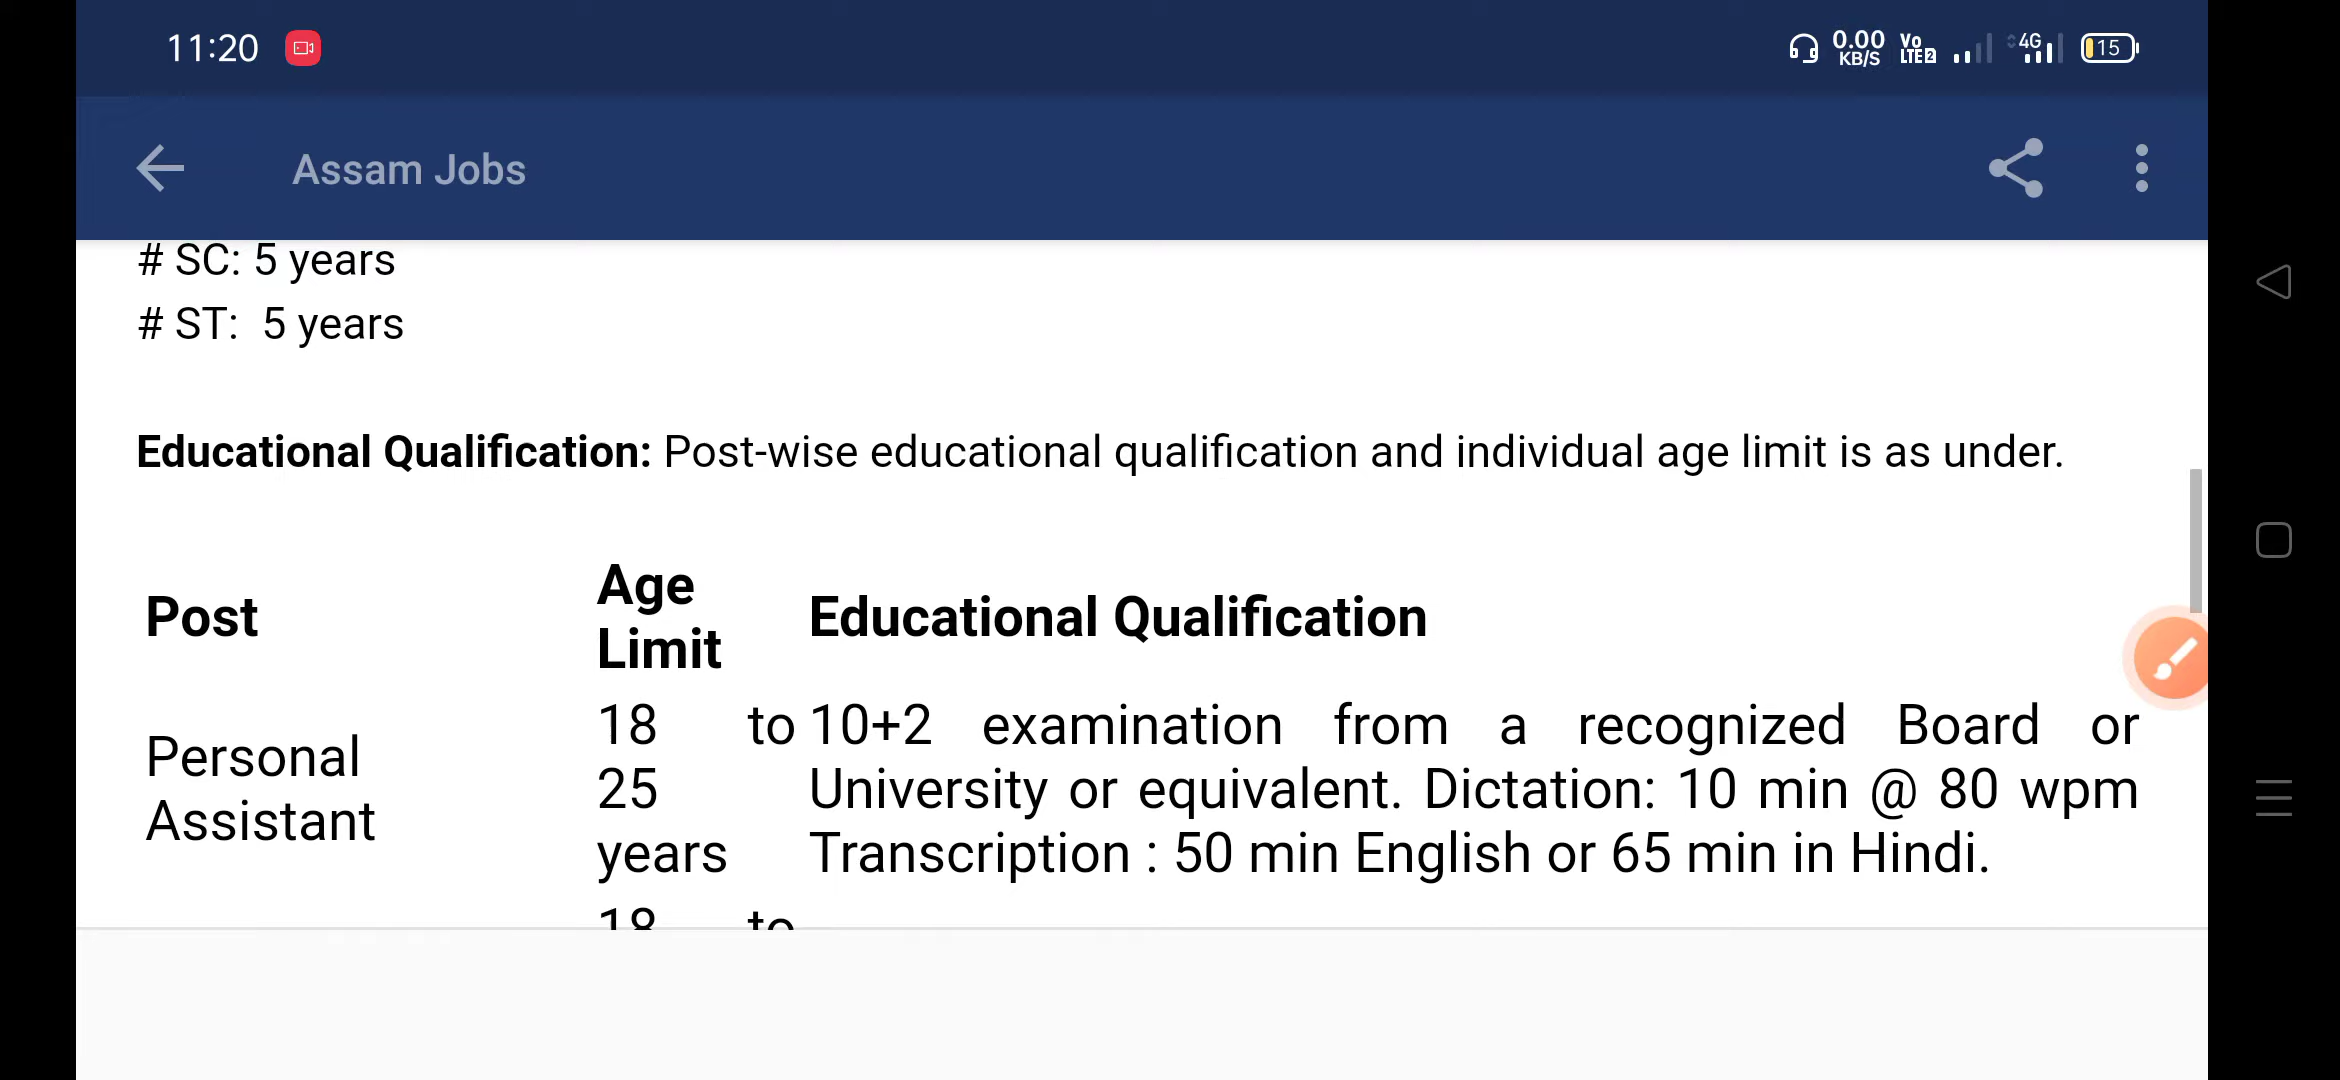 11:20
0.00 KB/S Vo LTE2 4G 15
Assam Jobs
# SC: 5 years
# ST:  5 years
Educational Qualification: Post-wise educational qualification and individual age limit is as under.
Post
Age
Limit
Educational Qualification
Personal
Assistant
18 to
25
years
10+2 examination from a recognized Board or
University or equivalent. Dictation: 10 min @ 80 wpm
Transcription : 50 min English or 65 min in Hindi.
18 to